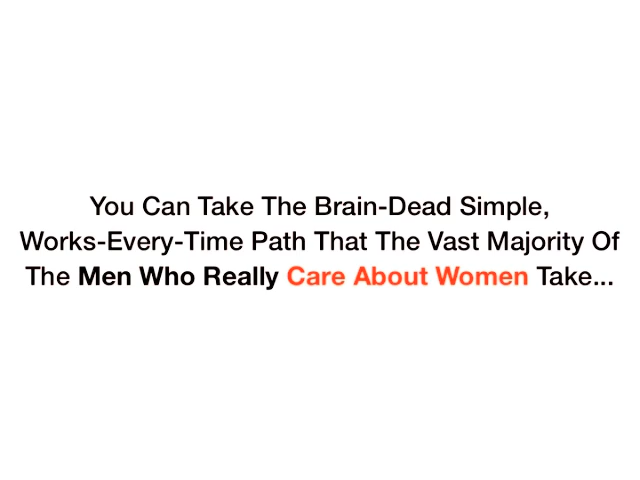 You Can Take The Brain-Dead Simple,
Works-Every-Time Path That The Vast Majority Of
The Men Who Really Care About Women Take...